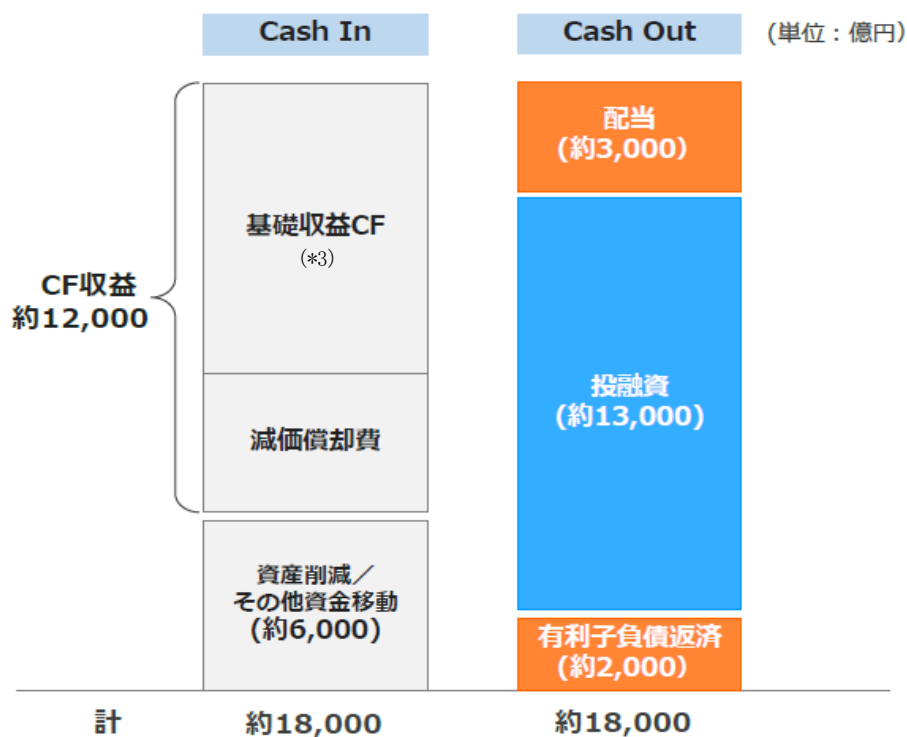 Cash In
Cash Out
(単位：億円)
CF収益
約12,000
基礎収益CF
(*3)
減価償却費
資産削減／
その他資金移動
(約6,000)
配当
(約3,000)
投融資
(約13,000)
有利子負債返済
(約2,000)
計
約18,000
約18,000